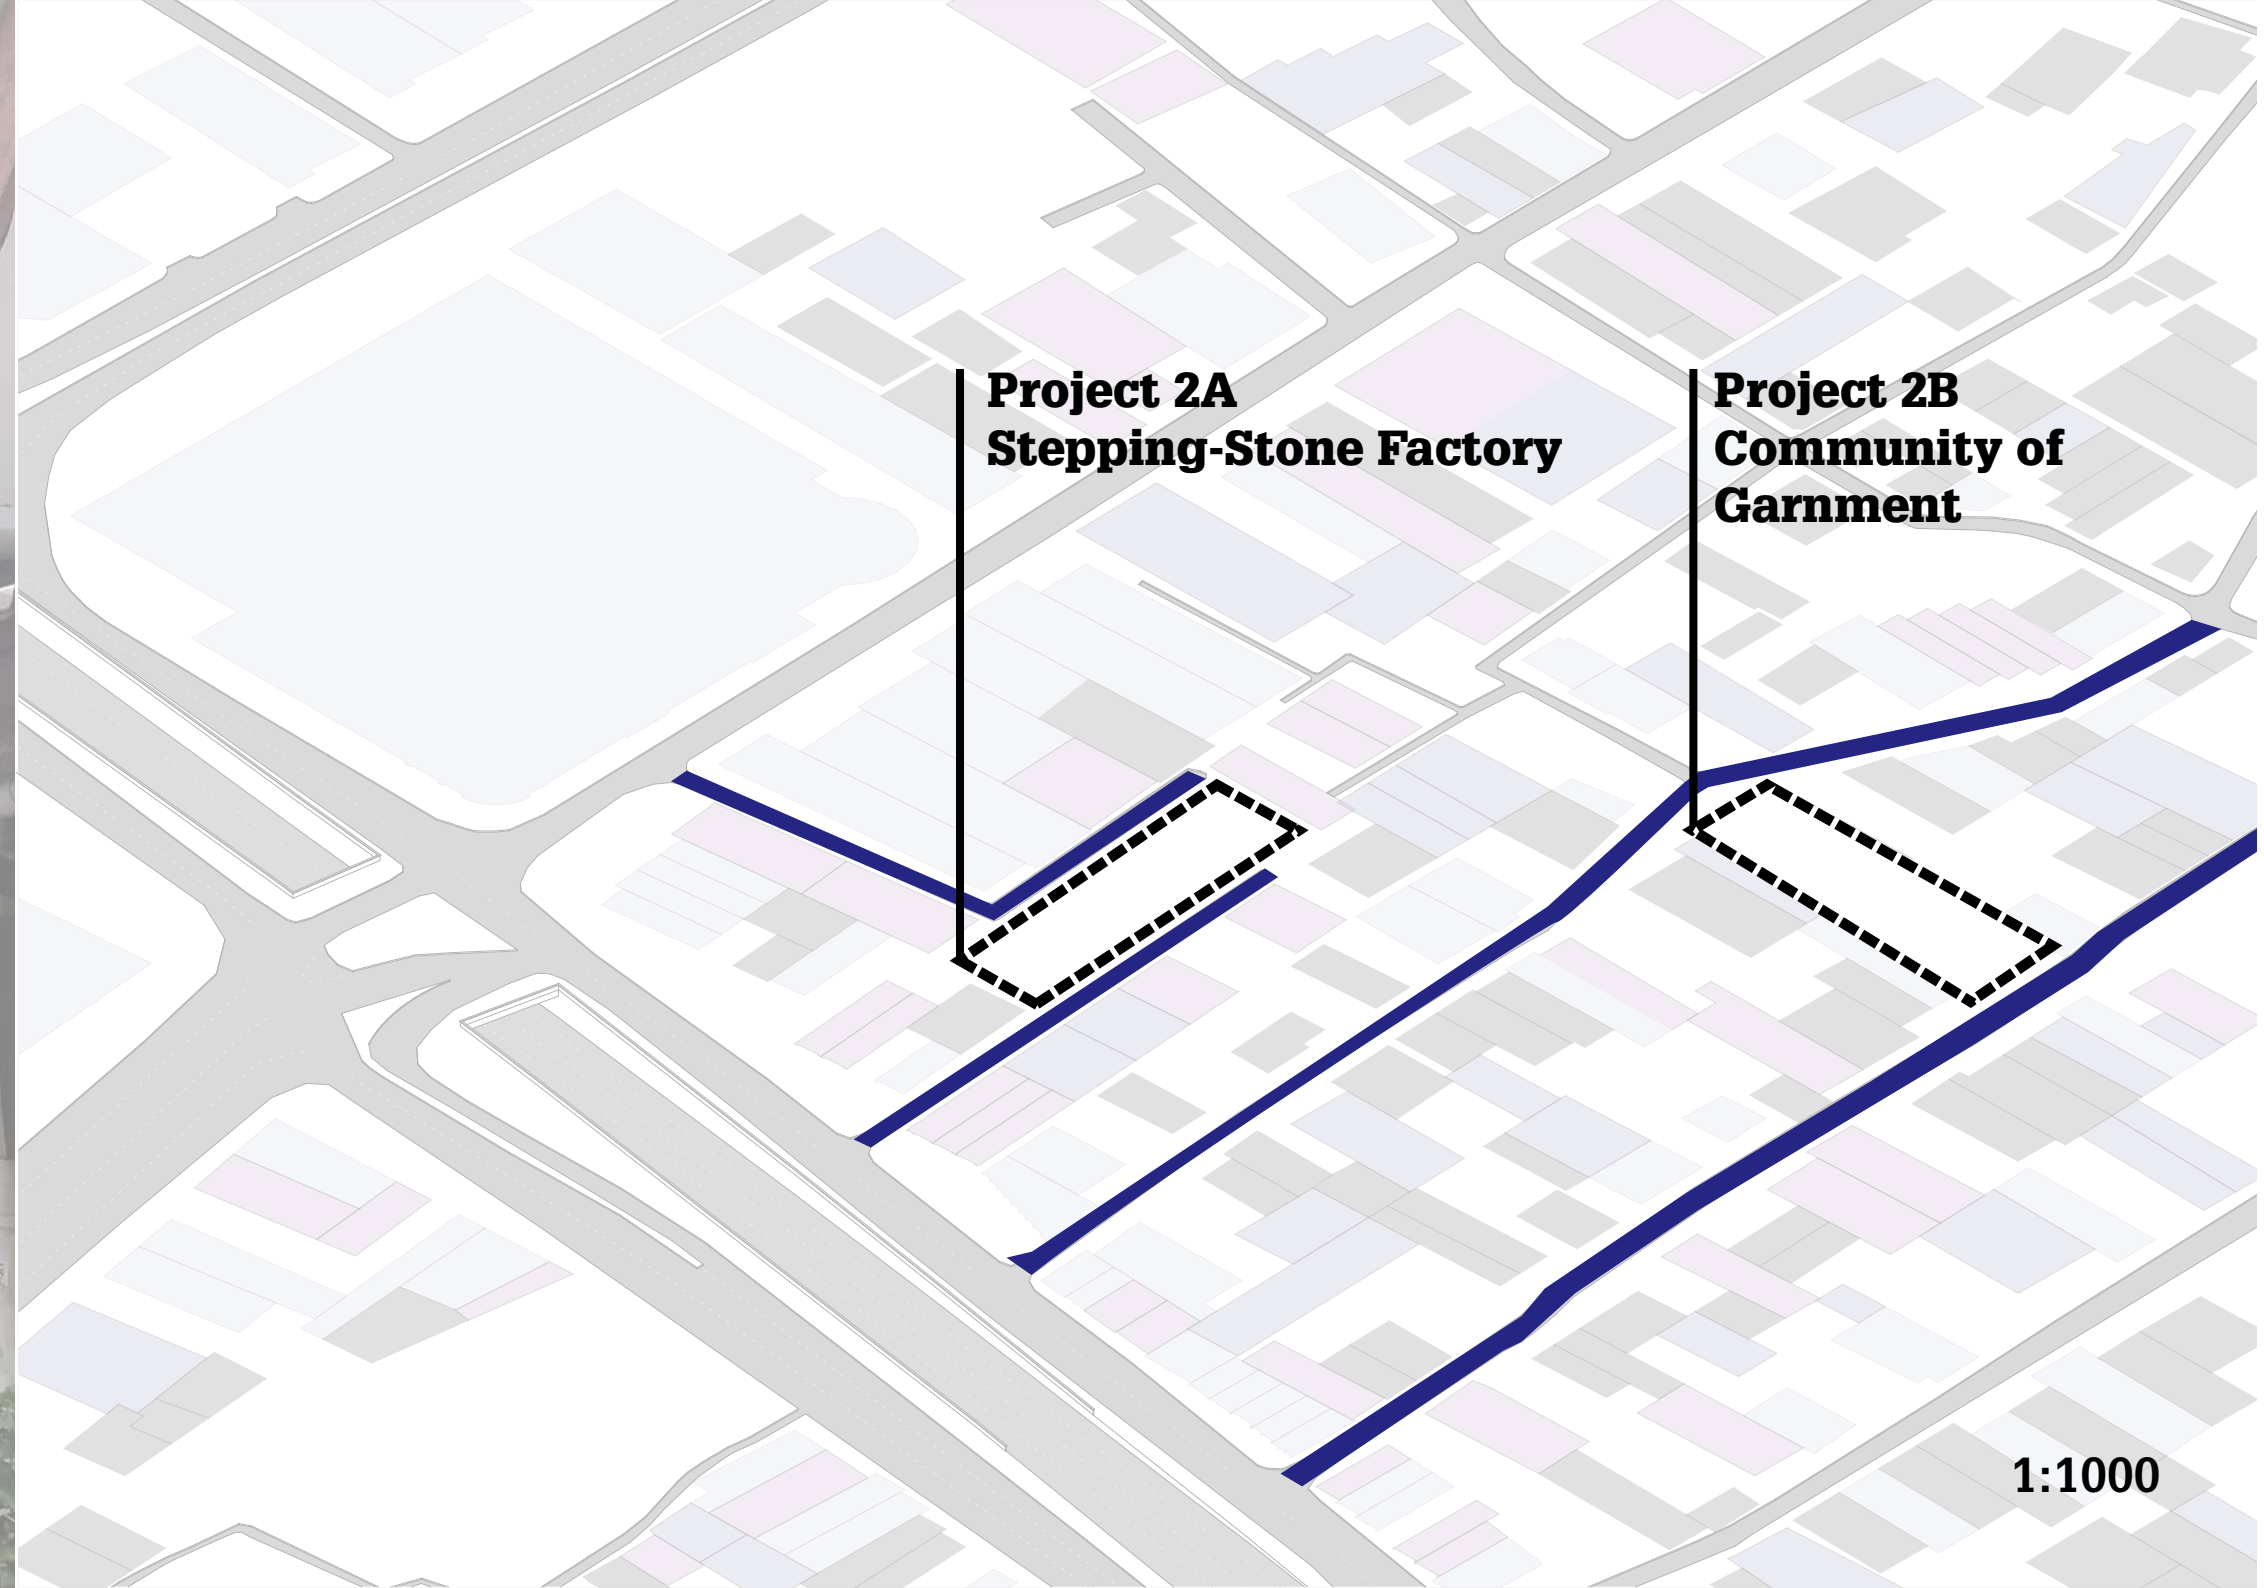 Project 2A
Stepping-Stone Factory
Project 2B
Community of
Garnment
1:1000